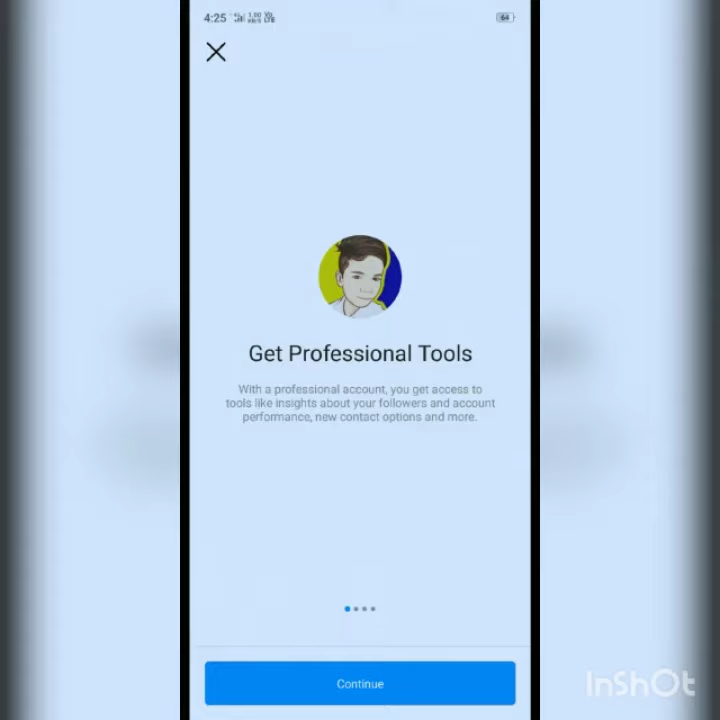 4:25
64
Get Professional Tools
With a professional account, you get access to
tools like insights about your followers and account
performance, new contact options and more.
Continue
InShOt